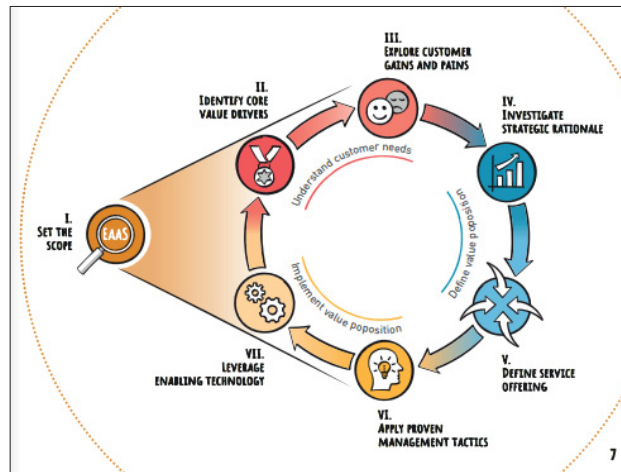 III.
EXPLORE CUSTOMER
GAINS AND PAINS
II.
IDENTIFY CORE
VALUE DRIVERS
IV.
INVESTIGATE
STRATEGIC RATIONALE
Understand customer needs
I.
SET THE
SCOPE
EAAS
Define value poposition
Implement value poposition
VII.
LEVERAGE
ENABLING TECHNOLOGY
V.
DEFINE SERVICE
OFFERING
VI.
APPLY PROVEN
MANAGEMENT TACTICS
7